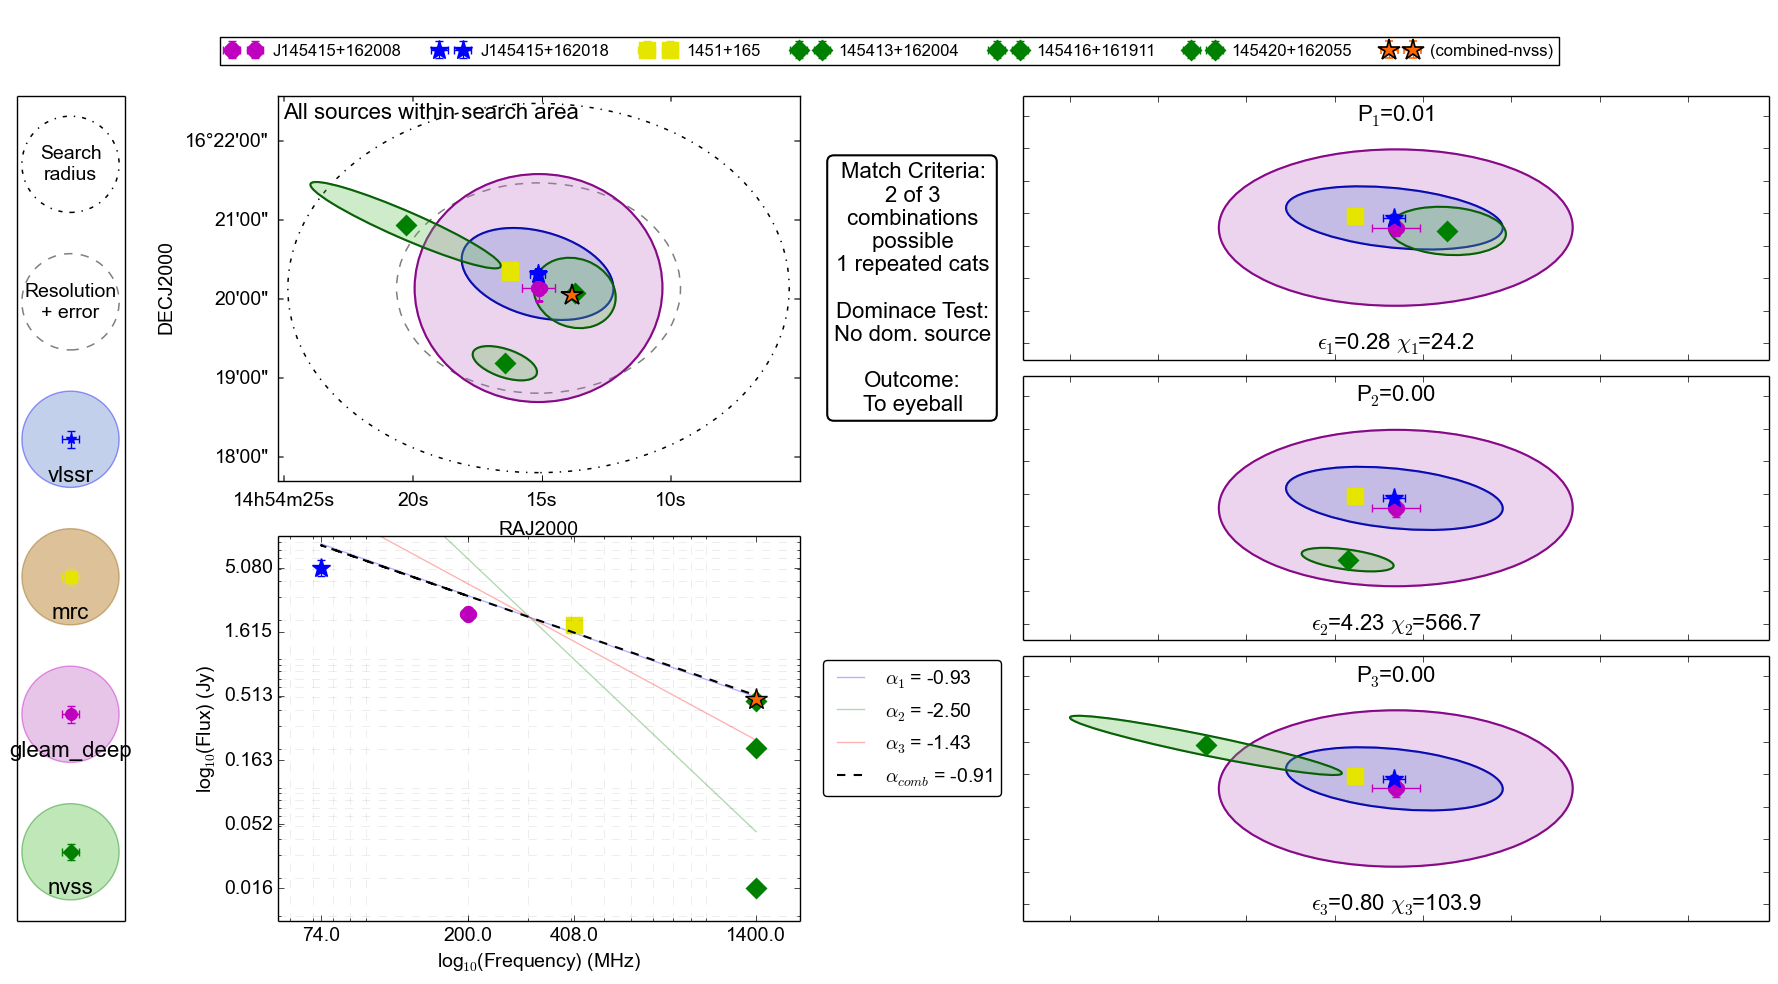 J145415+162008 J145415+162018 1451+165 145413+162004 145416+161911 145420+162055 (combined-nvss)
Search
radius
Resolution
+ error
vlssr
mrc
gleam_deep
nvss
All sources within search area
DECJ2000
16°22'00"
21'00"
20'00"
19'00"
18'00"
14h54m25s 20s 15s 10s
RAJ2000
log10(Flux) (Jy)
5.080
1.615
0.513
0.163
0.052
0.016
74.0 200.0 408.0 1400.0
log10(Frequency) (MHz)
Match Criteria:
2 of 3
combinations
possible
1 repeated cats
Dominace Test:
No dom. source
Outcome:
To eyeball
α1 = -0.93
α2 = -2.50
α3 = -1.43
αcomb = -0.91
P1=0.01
ϵ1=0.28 χ1=24.2
P2=0.00
ϵ2=4.23 χ2=566.7
P3=0.00
ϵ3=0.80 χ3=103.9